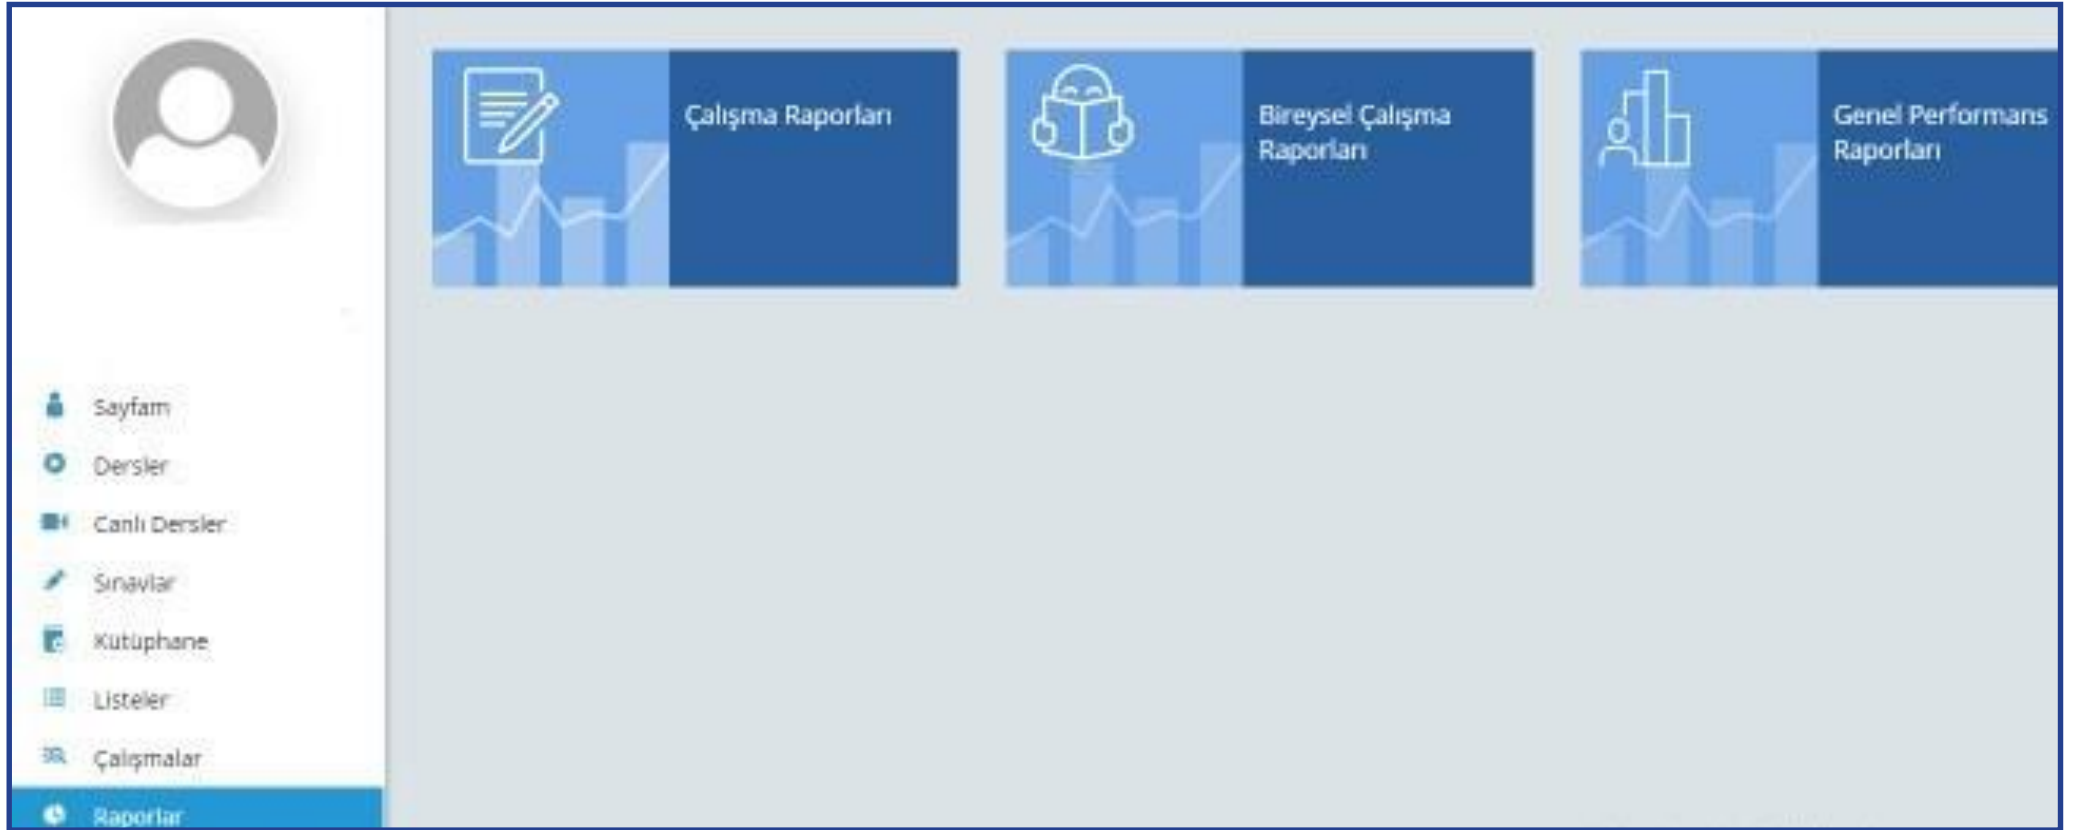 Çalışma Raporları
Bireysel Çalışma
Raporları
Genel Performans
Raporları
Sayfam
Dersler
Canlı Dersler
Sınavlar
Kütüphane
Listeler
Çalışmalar
Raporlar